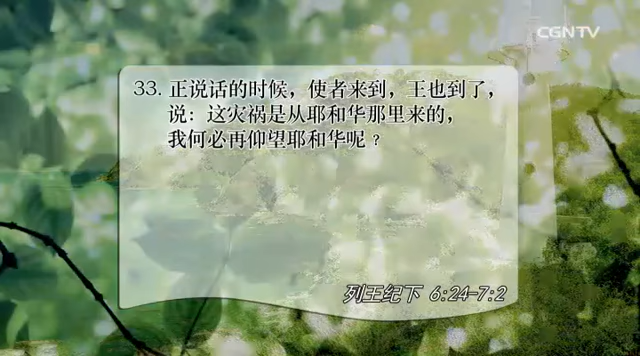 CGNTV
33. 正说话的时候，使者来到，王也到了，
说：这灾祸是从耶和华那里来的，
我何必再仰望耶和华呢？
列王纪下 6:24-7:2